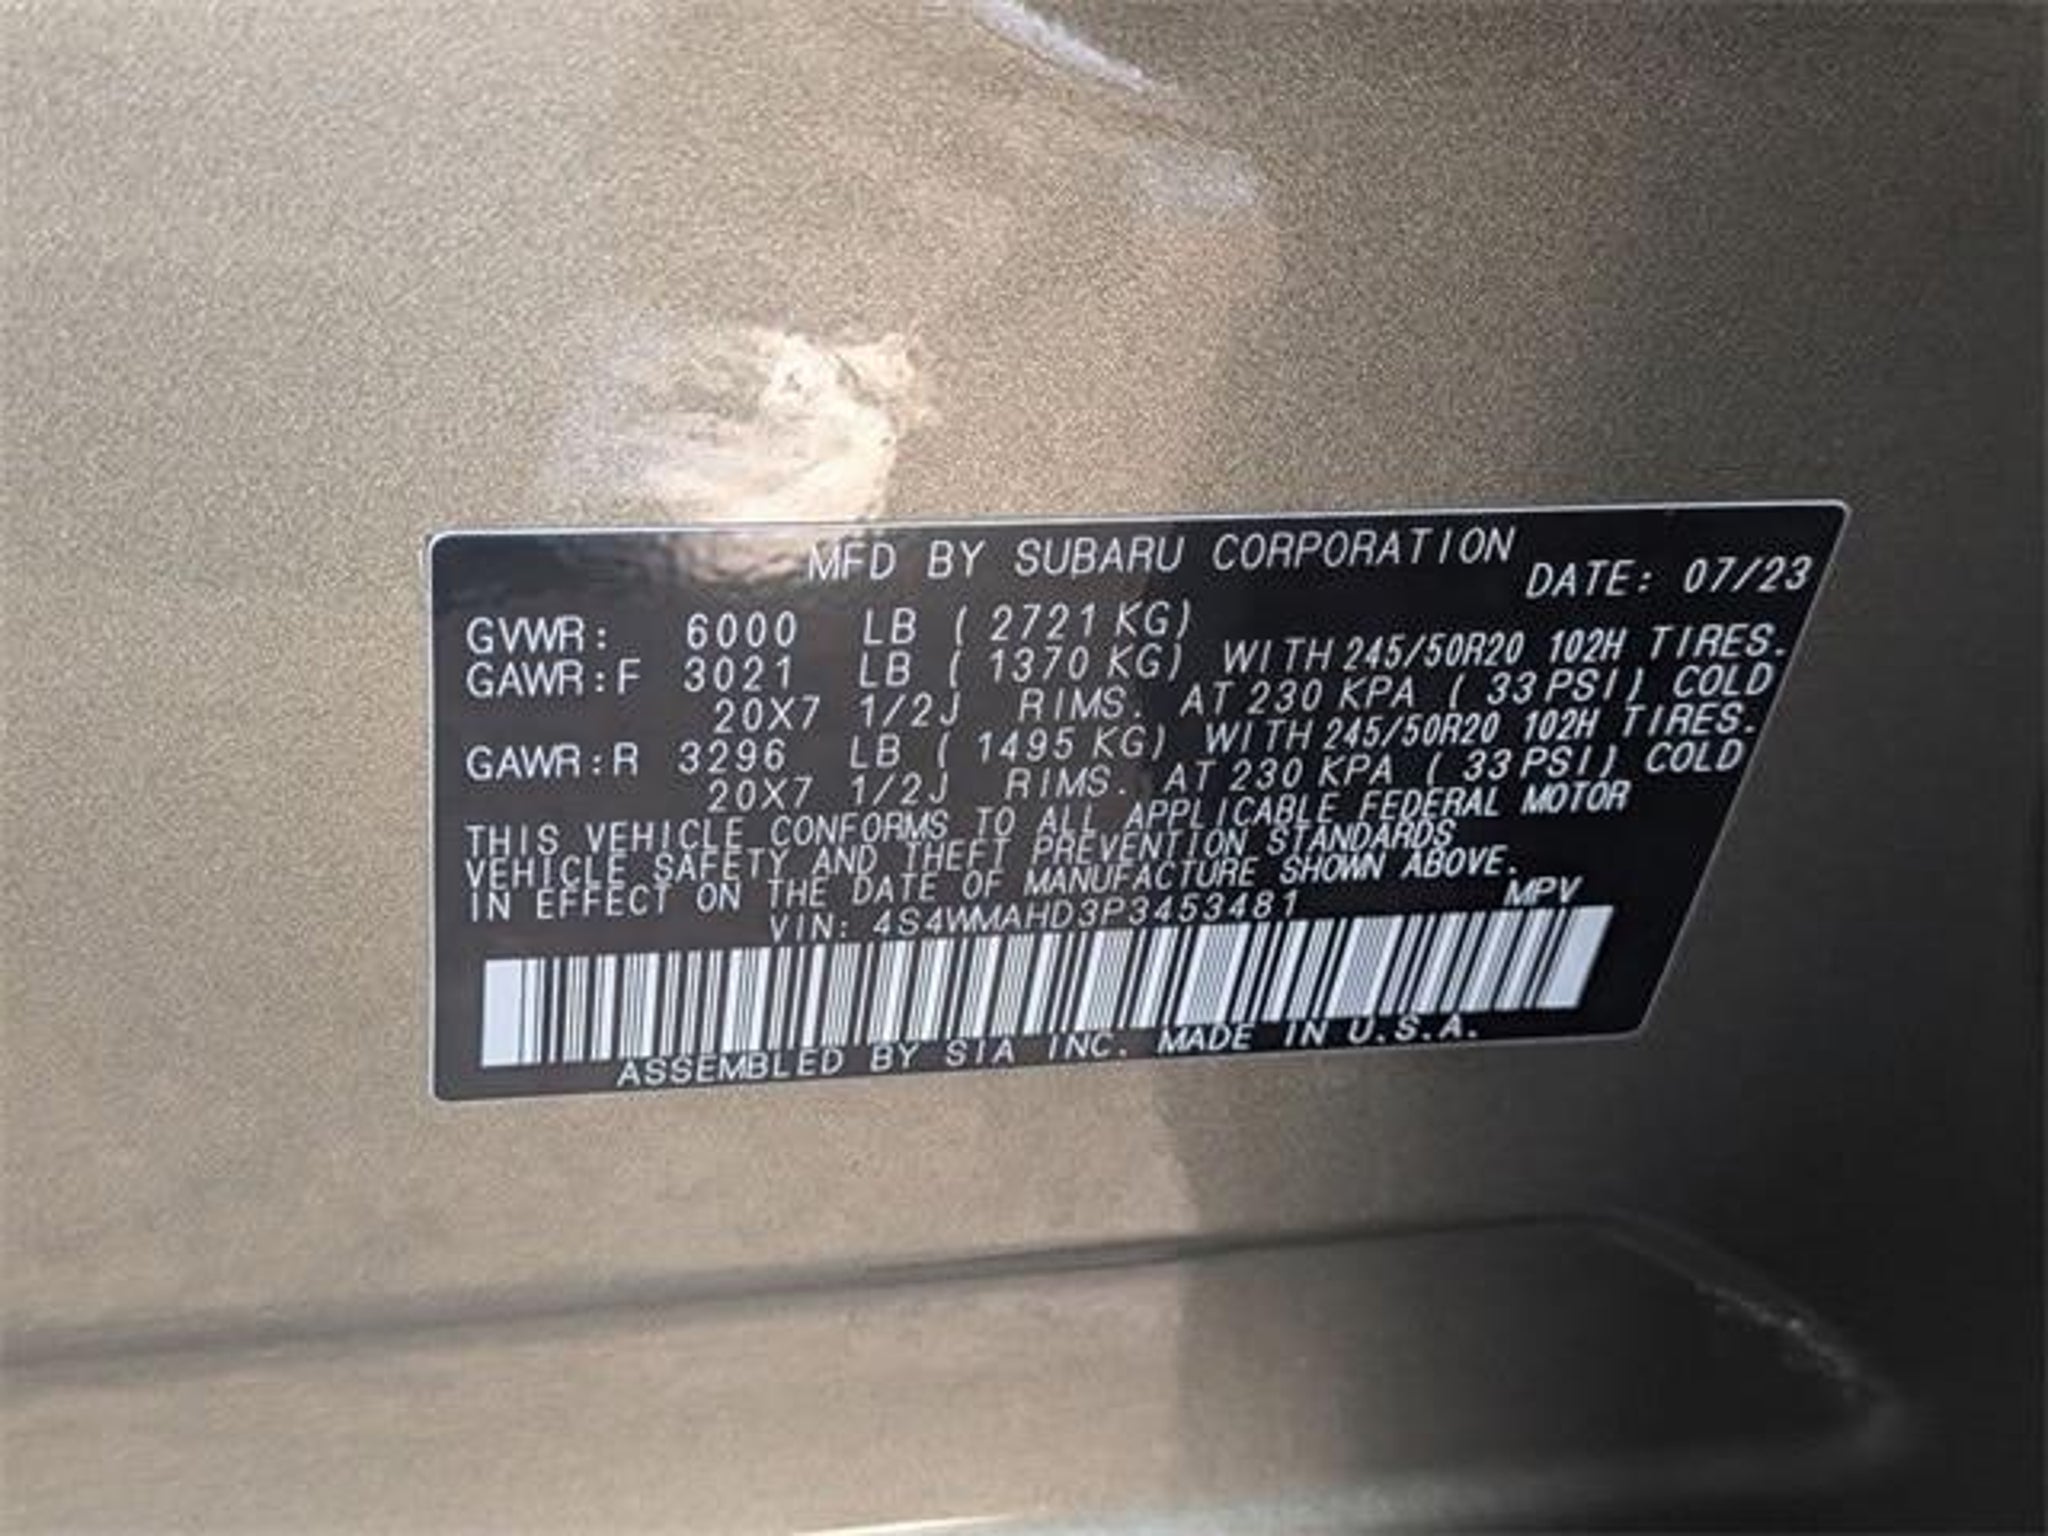 MFD BY SUBARU CORPORATION
DATE: 07/23
GVWR: 6000 LB ( 2721 KG)
GAWR:F 3021 LB ( 1370 KG) WITH 245/50R20 102H TIRES.
20X7 1/2J RIMS. AT 230 KPA ( 33 PSI) COLD
GAWR:R 3296 LB ( 1495 KG) WITH 245/50R20 102H TIRES.
20X7 1/2J RIMS. AT 230 KPA ( 33 PSI) COLD
THIS VEHICLE CONFORMS TO ALL APPLICABLE FEDERAL MOTOR
VEHICLE SAFETY AND THEFT PREVENTION STANDARDS
IN EFFECT ON THE DATE OF MANUFACTURE SHOWN ABOVE.
VIN: 4S4WMAHD3P3453481 MPV
ASSEMBLED BY SIA INC. MADE IN U.S.A.